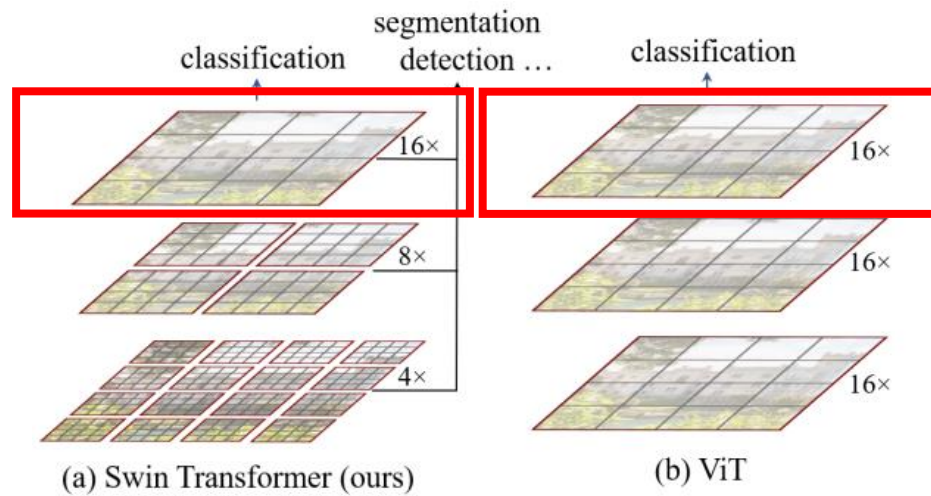 segmentation
classification
detection ...
classification
16×
16×
8×
16×
4×
16×
(a) Swin Transformer (ours)
(b) ViT